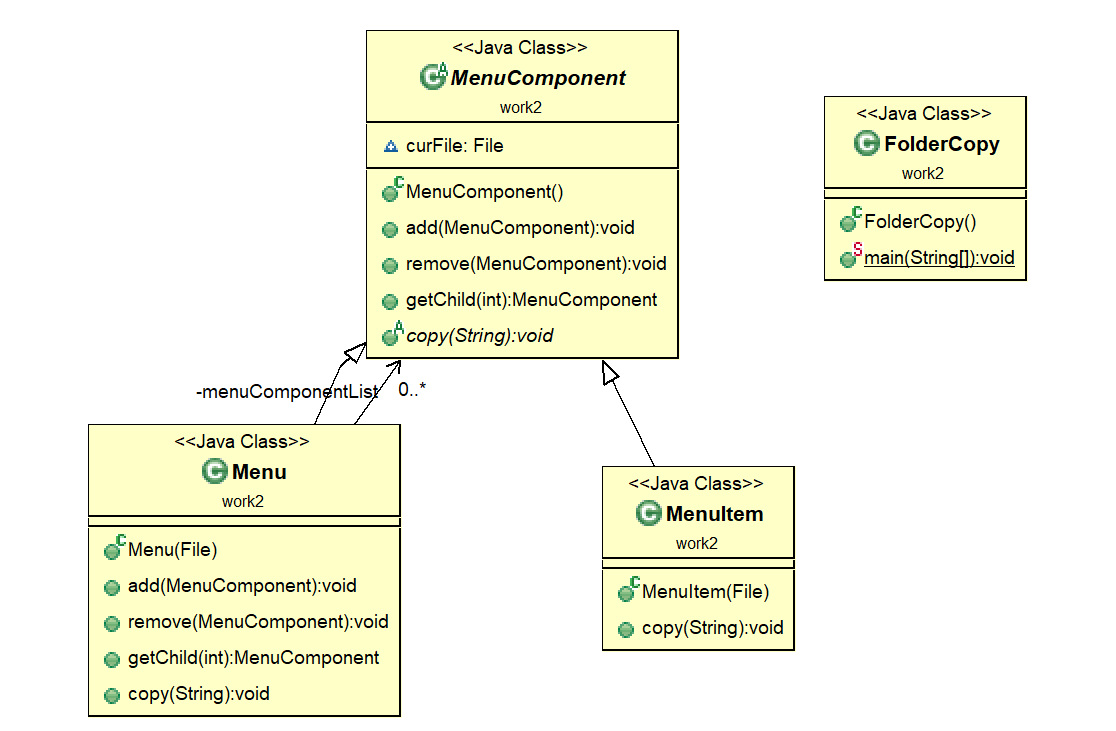 <<Java Class>>
MenuComponent
work2
curFile: File
MenuComponent()
add(MenuComponent):void
remove(MenuComponent):void
getChild(int):MenuComponent
copy(String):void
<<Java Class>>
FolderCopy
work2
FolderCopy()
main(String[]):void
-menuComponentList
0..*
<<Java Class>>
Menu
work2
Menu(File)
add(MenuComponent):void
remove(MenuComponent):void
getChild(int):MenuComponent
copy(String):void
<<Java Class>>
MenuItem
work2
MenuItem(File)
copy(String):void